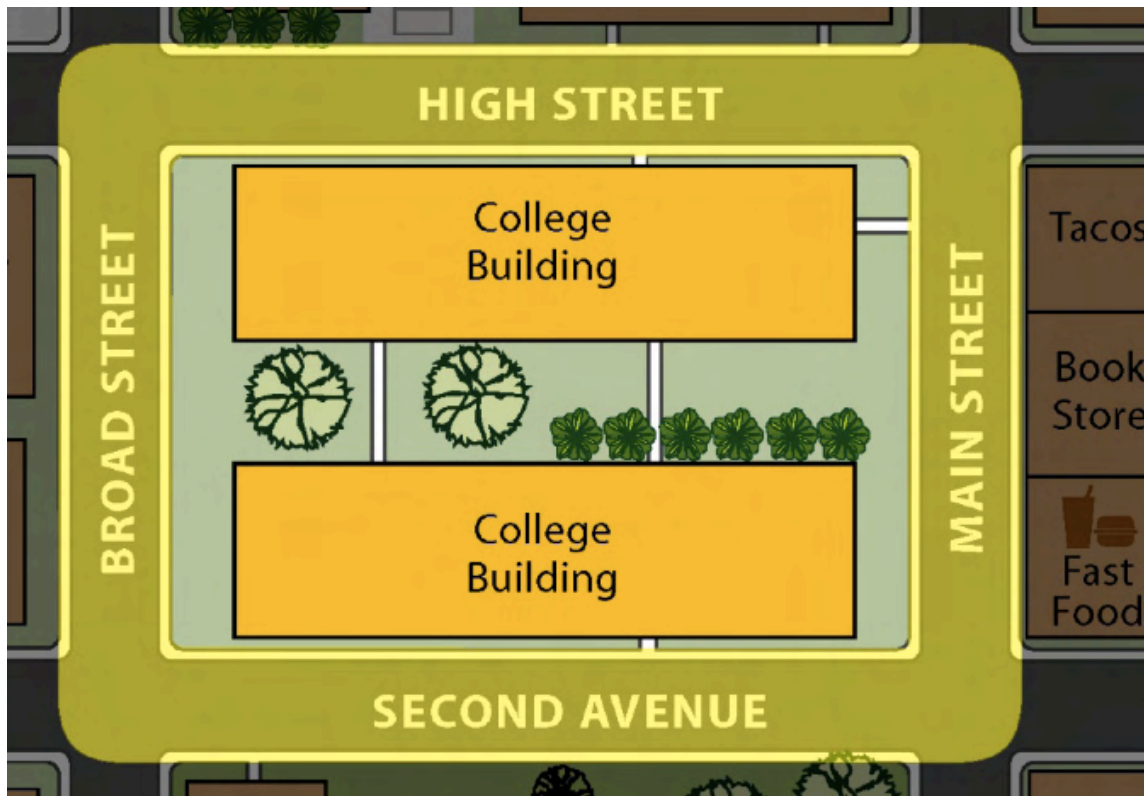 HIGH STREET
College
Building
BROAD STREET
MAIN STREET
Tacos
Book
Store
College
Building
Fast
Food
SECOND AVENUE